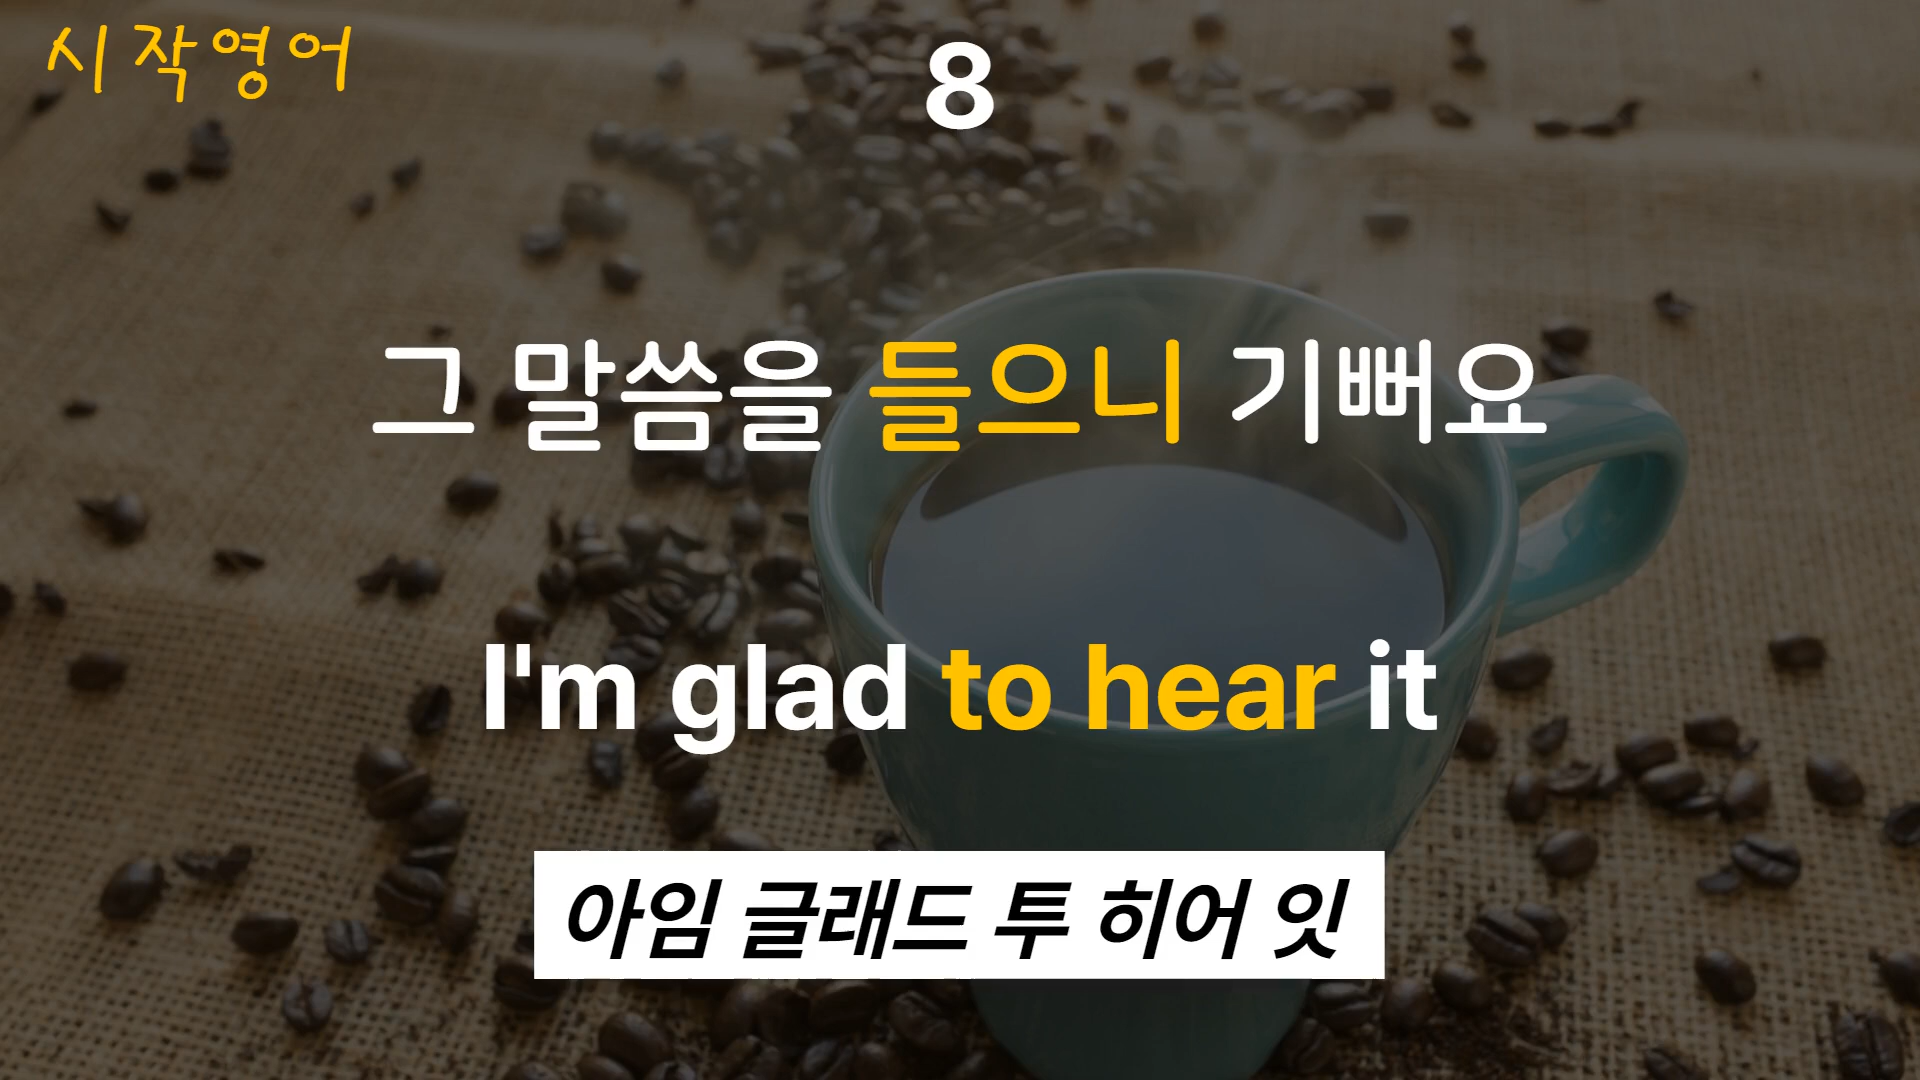 시작영어
8
그 말씀을 들으니 기뻐요
I'm glad to hear it
아임 글래드 투 히어 잇